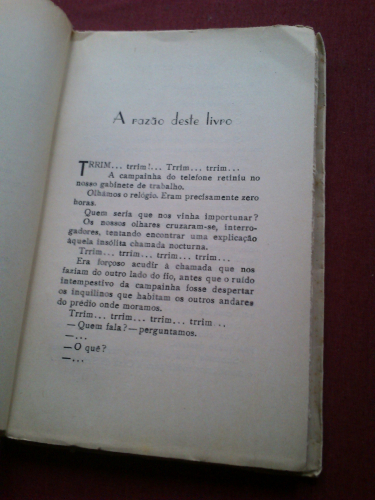 A razão deste livro
TRRIM... trrim!... Trrim... trrim...
A campaínha do telefone retiniu no
nosso gabinete de trabalho.
Olhámos o relógio. Eram precisamente zero
horas.
Quem seria que nos vinha importunar?
Os nossos olhares cruzaram-se, interro-
gadores, tentando encontrar uma explicação
àquela insólita chamada nocturna.
Trrim... trrim... trrim... trrim...
Era forçoso acudir à chamada que nos
faziam do outro lado do fio, antes que o ruído
intempestivo da campaínha fosse despertar
os inquilinos que habitam os outros andares
do prédio onde moramos.
Trrim... trrim... trrim... trrim ..
—Quem fala?—perguntamos.
—...
—O quê?
—...